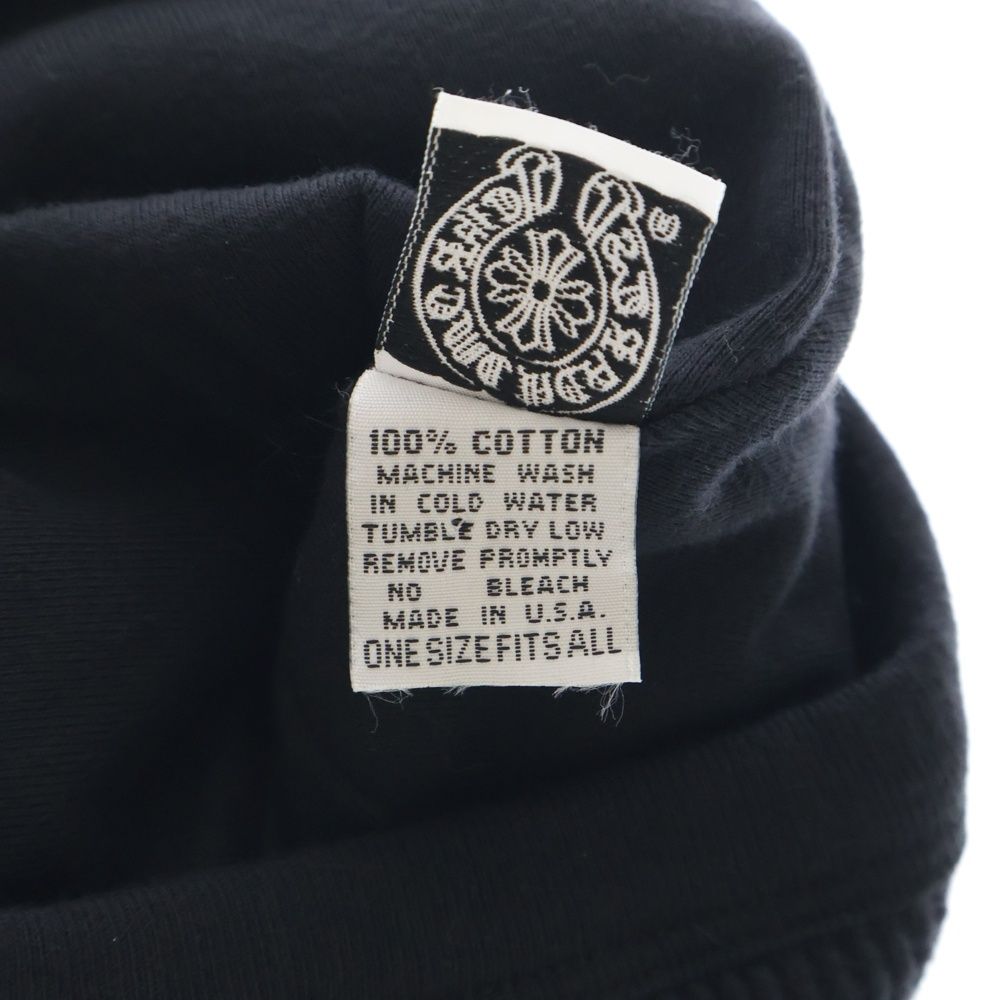 100% COTTON
MACHINE WASH
IN COLD WATER
TUMBLE DRY LOW
REMOVE PROMPTLY
NO BLEACH
MADE IN U.S.A.
ONE SIZE FITS ALL